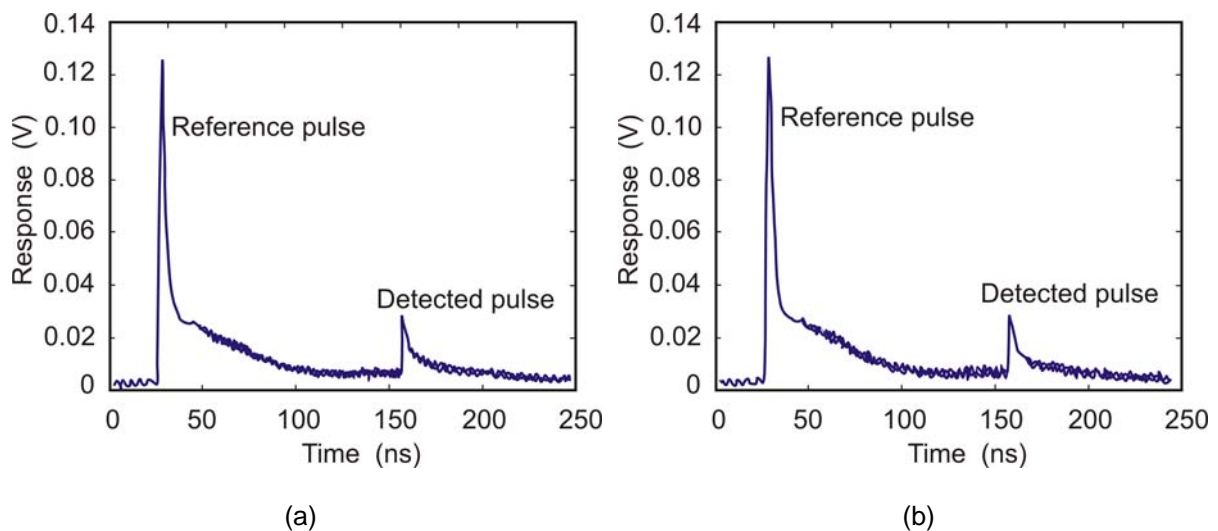 0.14
0.12
0.10
0.08
0.06
0.04
0.02
0
Response (V)
Reference pulse
Detected pulse
0 50 100 150 200 250
Time (ns)
(a)
0.14
0.12
0.10
0.08
0.06
0.04
0.02
0
Response (V)
Reference pulse
Detected pulse
0 50 100 150 200 250
Time (ns)
(b)